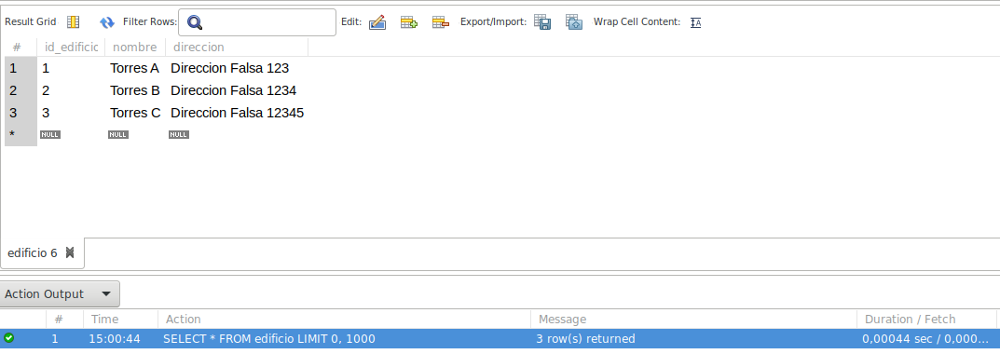 Result Grid Filter Rows: Edit: Export/Import: Wrap Cell Content: IA
# id_edificic nombre direccion
1 1 Torres A Direccion Falsa 123
2 2 Torres B Direccion Falsa 1234
3 3 Torres C Direccion Falsa 12345
* NULL NULL NULL
edificio 6
Action Output
# Time Action Message Duration / Fetch
1 15:00:44 SELECT * FROM edificio LIMIT 0, 1000 3 row(s) returned 0,00044 sec / 0,000...